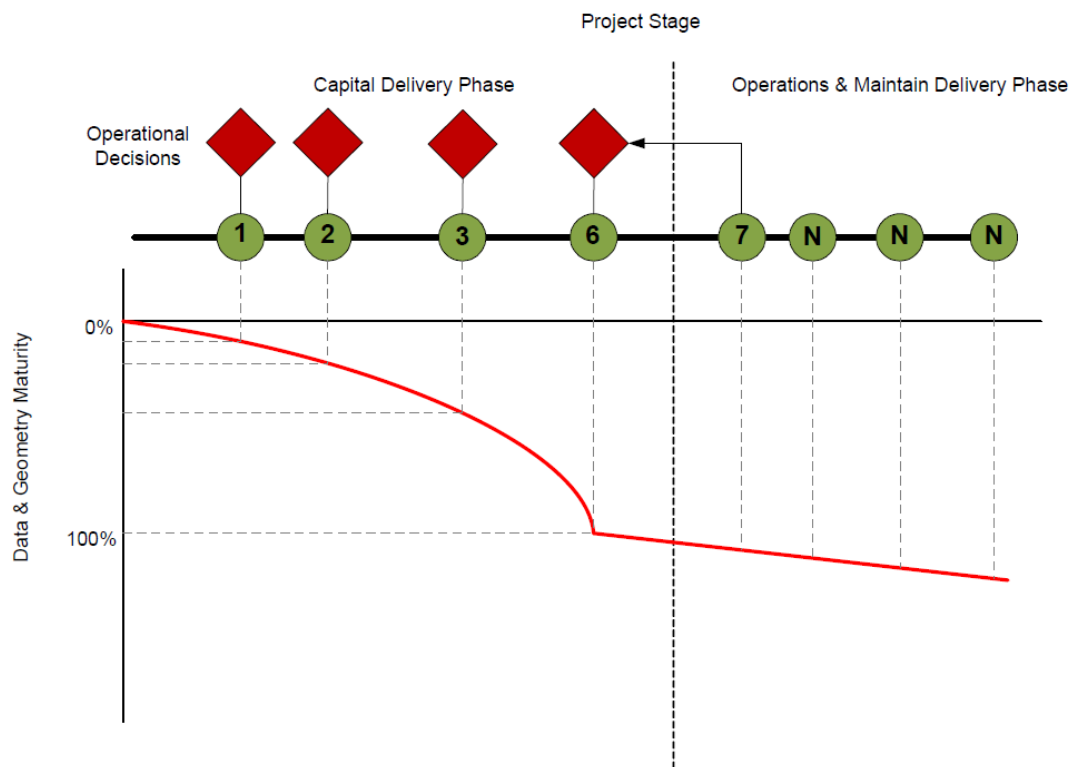 Project Stage
Capital Delivery Phase
Operations & Maintain Delivery Phase
Operational
Decisions
1
2
3
6
7
N
N
N
0%
100%
Data & Geometry Maturity